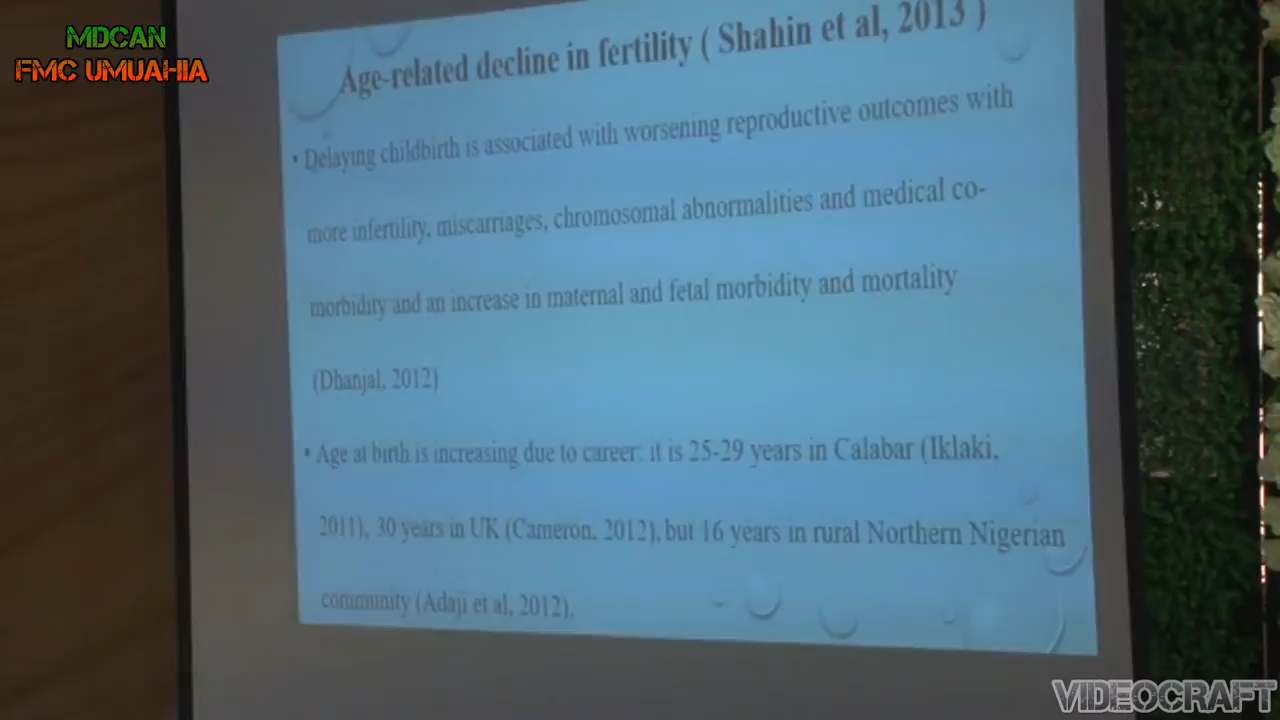 MDCAN
FMC UMUAHIA
Age-related decline in fertility ( Shahin et al, 2013 )
• Delaying childbirth is associated with worsening reproductive outcomes with
more infertility, miscarriages, chromosomal abnormalities and medical co-
morbidity and an increase in maternal and fetal morbidity and mortality
(Dhanjal, 2012)
• Age at birth is increasing due to career: it is 25-29 years in Calabar (Iklaki,
2011), 30 years in UK (Cameron, 2012), but 16 years in rural Northern Nigerian
community (Adaji et al, 2012).
VIDEOCRAFT